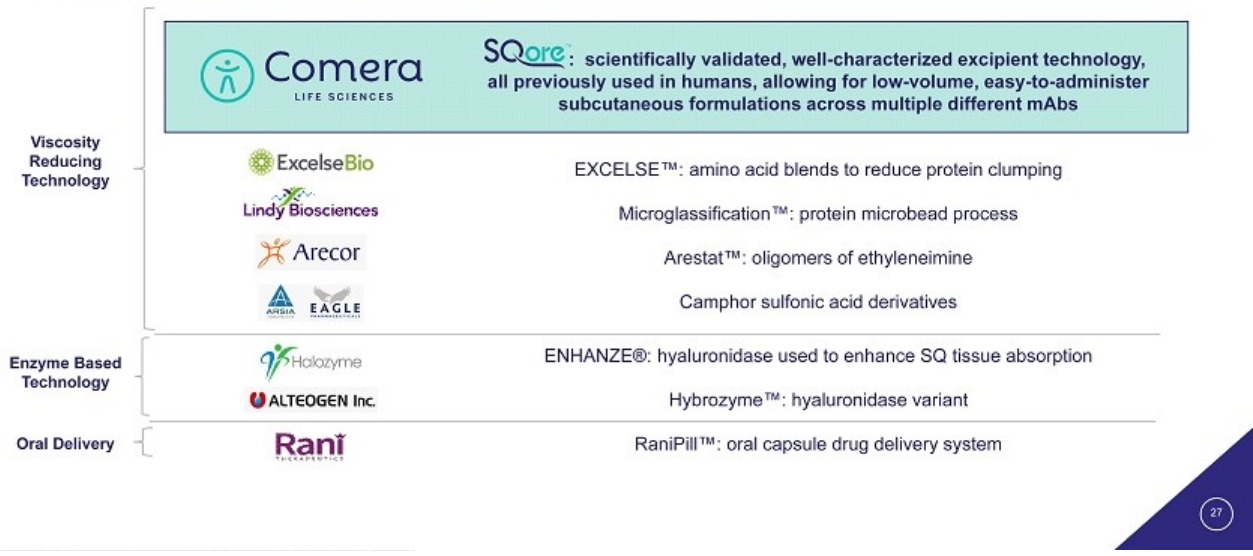 Comera
LIFE SCIENCES
SQore™: scientifically validated, well-characterized excipient technology,
all previously used in humans, allowing for low-volume, easy-to-administer
subcutaneous formulations across multiple different mAbs
Viscosity
Reducing
Technology
ExcelseBio
EXCELSE™: amino acid blends to reduce protein clumping
Lindy Biosciences
Microglassification™: protein microbead process
Arecor
Arestat™: oligomers of ethyleneimine
ARSIA
EAGLE
PHARMACEUTICALS
Camphor sulfonic acid derivatives
Enzyme Based
Technology
Halozyme
ENHANZE®: hyaluronidase used to enhance SQ tissue absorption
ALTEOGEN Inc.
Hybrozyme™: hyaluronidase variant
Oral Delivery
Rani
THERAPEUTICS
RaniPill™: oral capsule drug delivery system
27